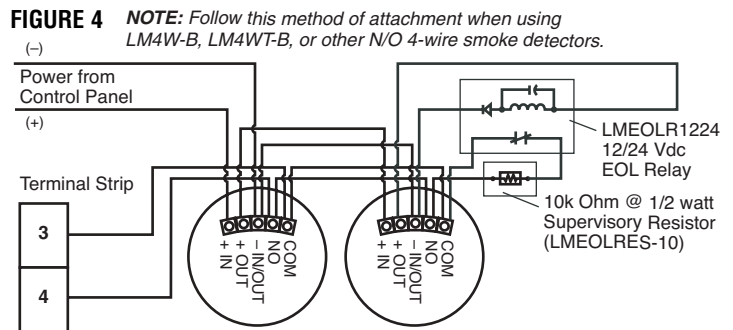 FIGURE 4
NOTE: Follow this method of attachment when using
LM4W-B, LM4WT-B, or other N/O 4-wire smoke detectors.
(–)
Power from
Control Panel
(+)
Terminal Strip
3
4
+ IN
+ OUT
– IN/OUT
NO
COM
+ IN
+ OUT
– IN/OUT
NO
COM
LMEOLR1224
12/24 Vdc
EOL Relay
10k Ohm @ 1/2 watt
Supervisory Resistor
(LMEOLRES-10)